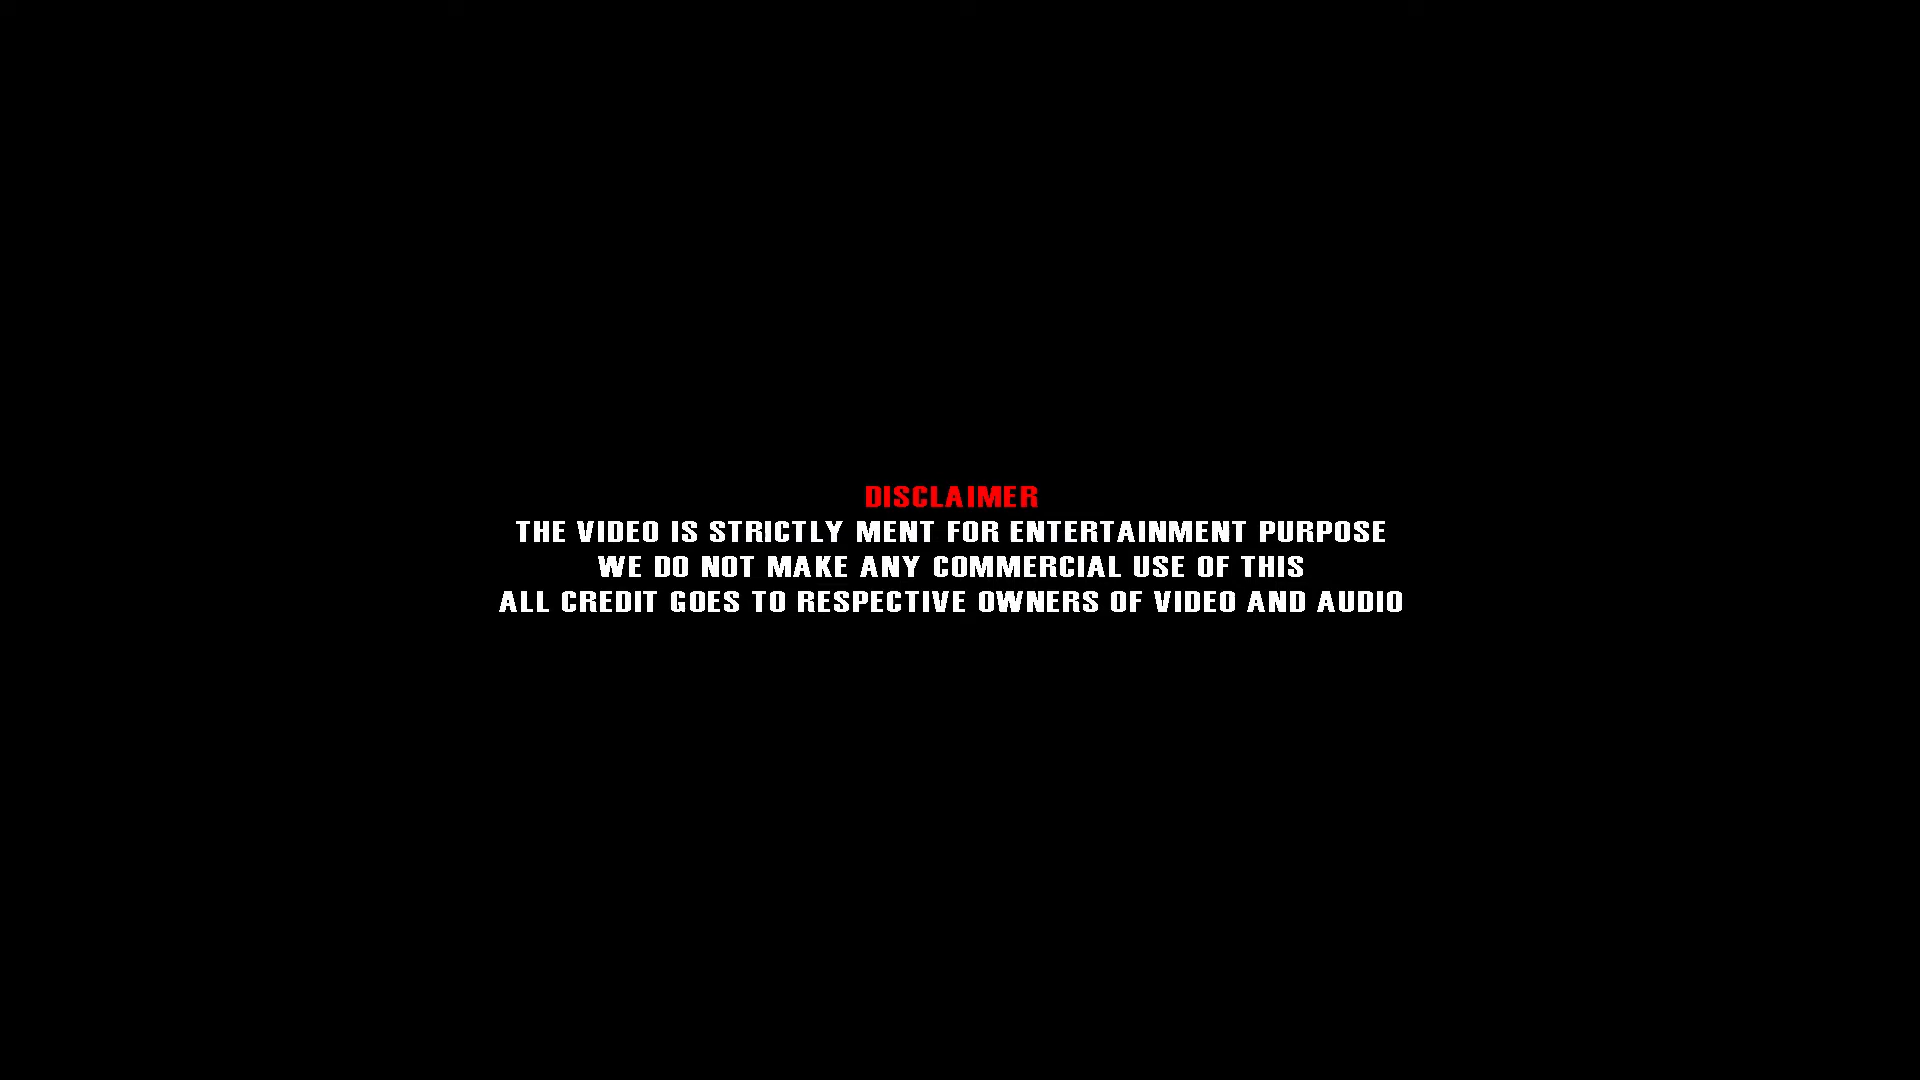 DISCLAIMER
THE VIDEO IS STRICTLY MENT FOR ENTERTAINMENT PURPOSE
WE DO NOT MAKE ANY COMMERCIAL USE OF THIS
ALL CREDIT GOES TO RESPECTIVE OWNERS OF VIDEO AND AUDIO